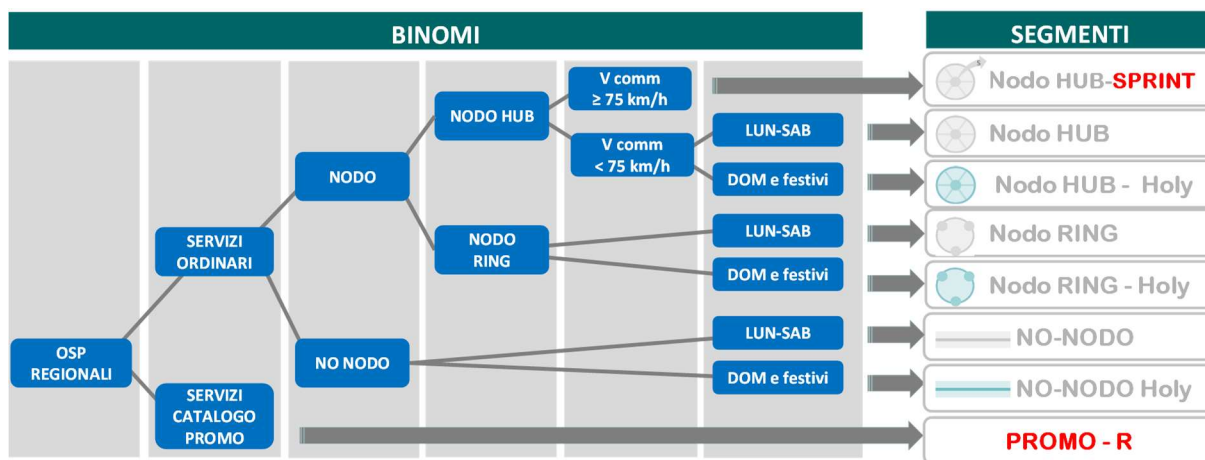 BINOMI
SEGMENTI
V comm
≥ 75 km/h
Nodo HUB-SPRINT
NODO HUB
LUN-SAB
Nodo HUB
V comm
< 75 km/h
NODO
DOM e festivi
Nodo HUB - Holy
SERVIZI
ORDINARI
NODO
RING
LUN-SAB
Nodo RING
DOM e festivi
Nodo RING - Holy
OSP
REGIONALI
NO NODO
LUN-SAB
NO-NODO
DOM e festivi
NO-NODO Holy
SERVIZI
CATALOGO
PROMO
PROMO - R